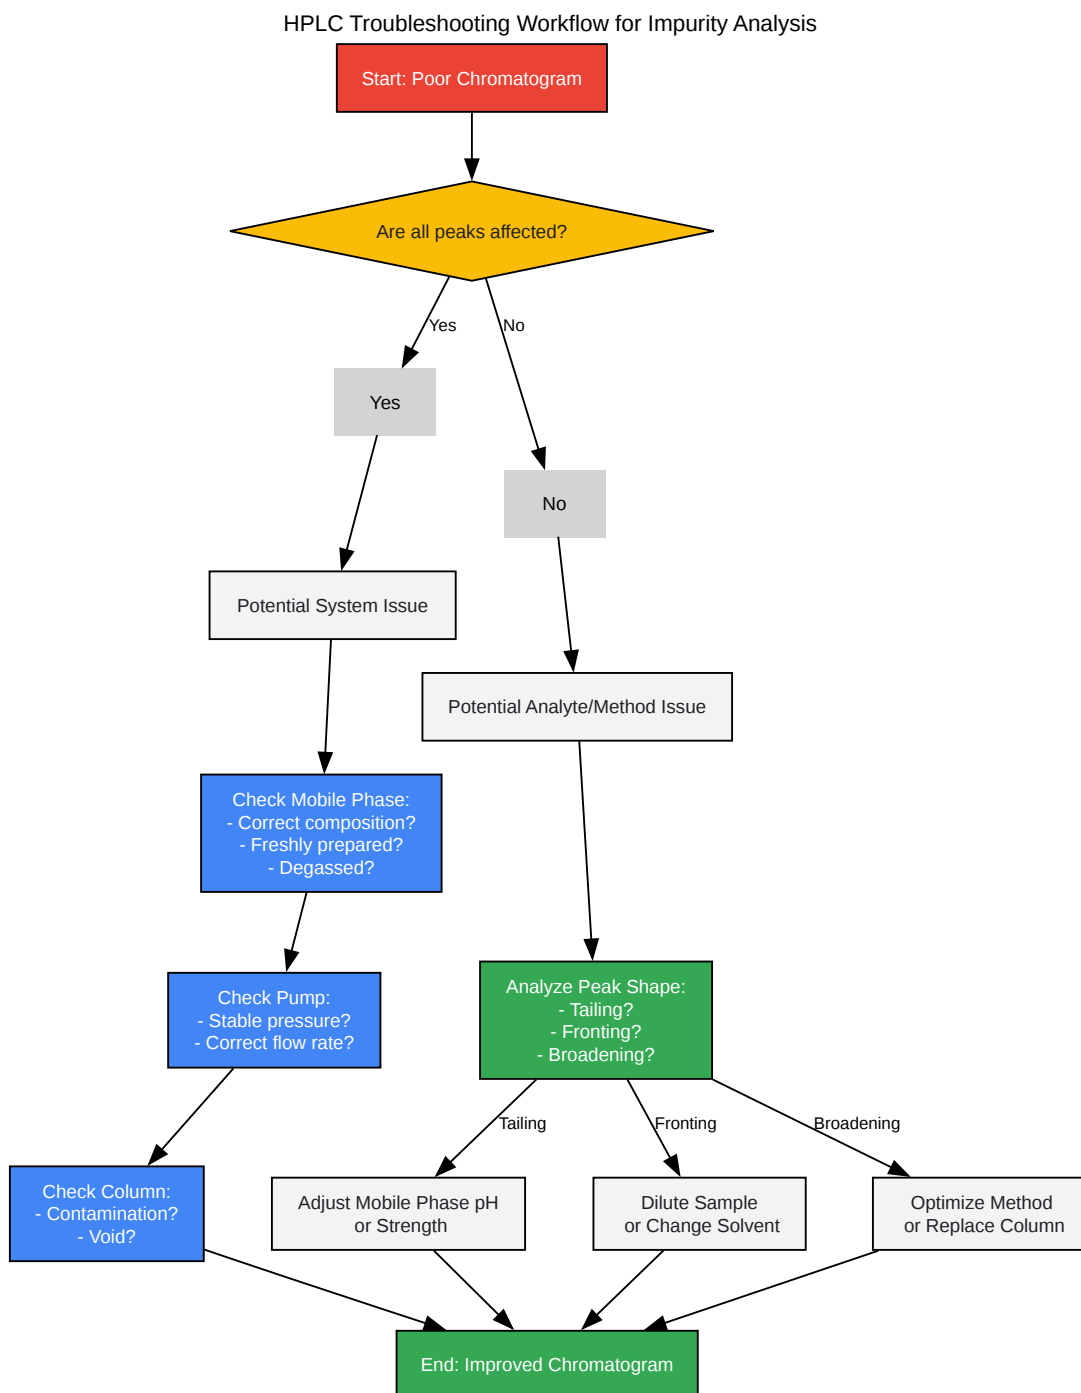 HPLC Troubleshooting Workflow for Impurity Analysis
Start: Poor Chromatogram
Are all peaks affected?
Yes
No
Yes
No
Potential System Issue
Potential Analyte/Method Issue
Check Mobile Phase:
- Correct composition?
- Freshly prepared?
- Degassed?
Check Pump:
- Stable pressure?
- Correct flow rate?
Analyze Peak Shape:
- Tailing?
- Fronting?
- Broadening?
Tailing
Fronting
Broadening
Check Column:
- Contamination?
- Void?
Adjust Mobile Phase pH
or Strength
Dilute Sample
or Change Solvent
Optimize Method
or Replace Column
End: Improved Chromatogram